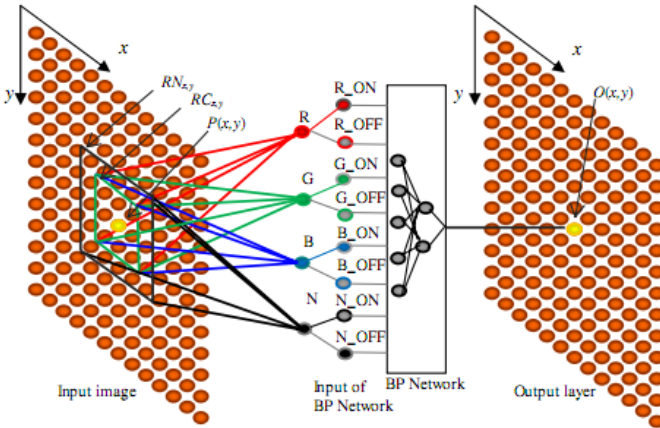 x
y
RN x,y
RC x,y
P(x,y)
R
R_ON
R_OFF
G
G_ON
G_OFF
B
B_ON
B_OFF
N
N_ON
N_OFF
x
y
O(x,y)
Input image
Input of
BP Network
BP Network
Output layer